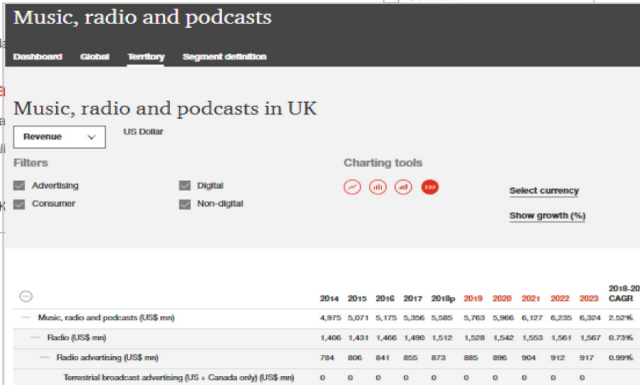 Music, radio and podcasts
Dashboard Global Territory Segment definition
Music, radio and podcasts in UK
Revenue US Dollar
Filters Charting tools
Advertising Digital
Consumer Non-digital
Select currency
Show growth (%)
2014 2015 2016 2017 2018p 2019 2020 2021 2022 2023 2018-20 CAGR
Music, radio and podcasts (US$ mn) 4,975 5,071 5,175 5,356 5,585 5,763 5,966 6,127 6,235 6,324 2.52%
Radio (US$ mn) 1,406 1,431 1,466 1,490 1,512 1,528 1,542 1,553 1,561 1,567 0.73%
Radio advertising (US$ mn) 784 806 841 855 873 885 896 904 912 917 0.99%
Terrestrial broadcast advertising (US + Canada only) (US$ mn) 0 0 0 0 0 0 0 0 0 0